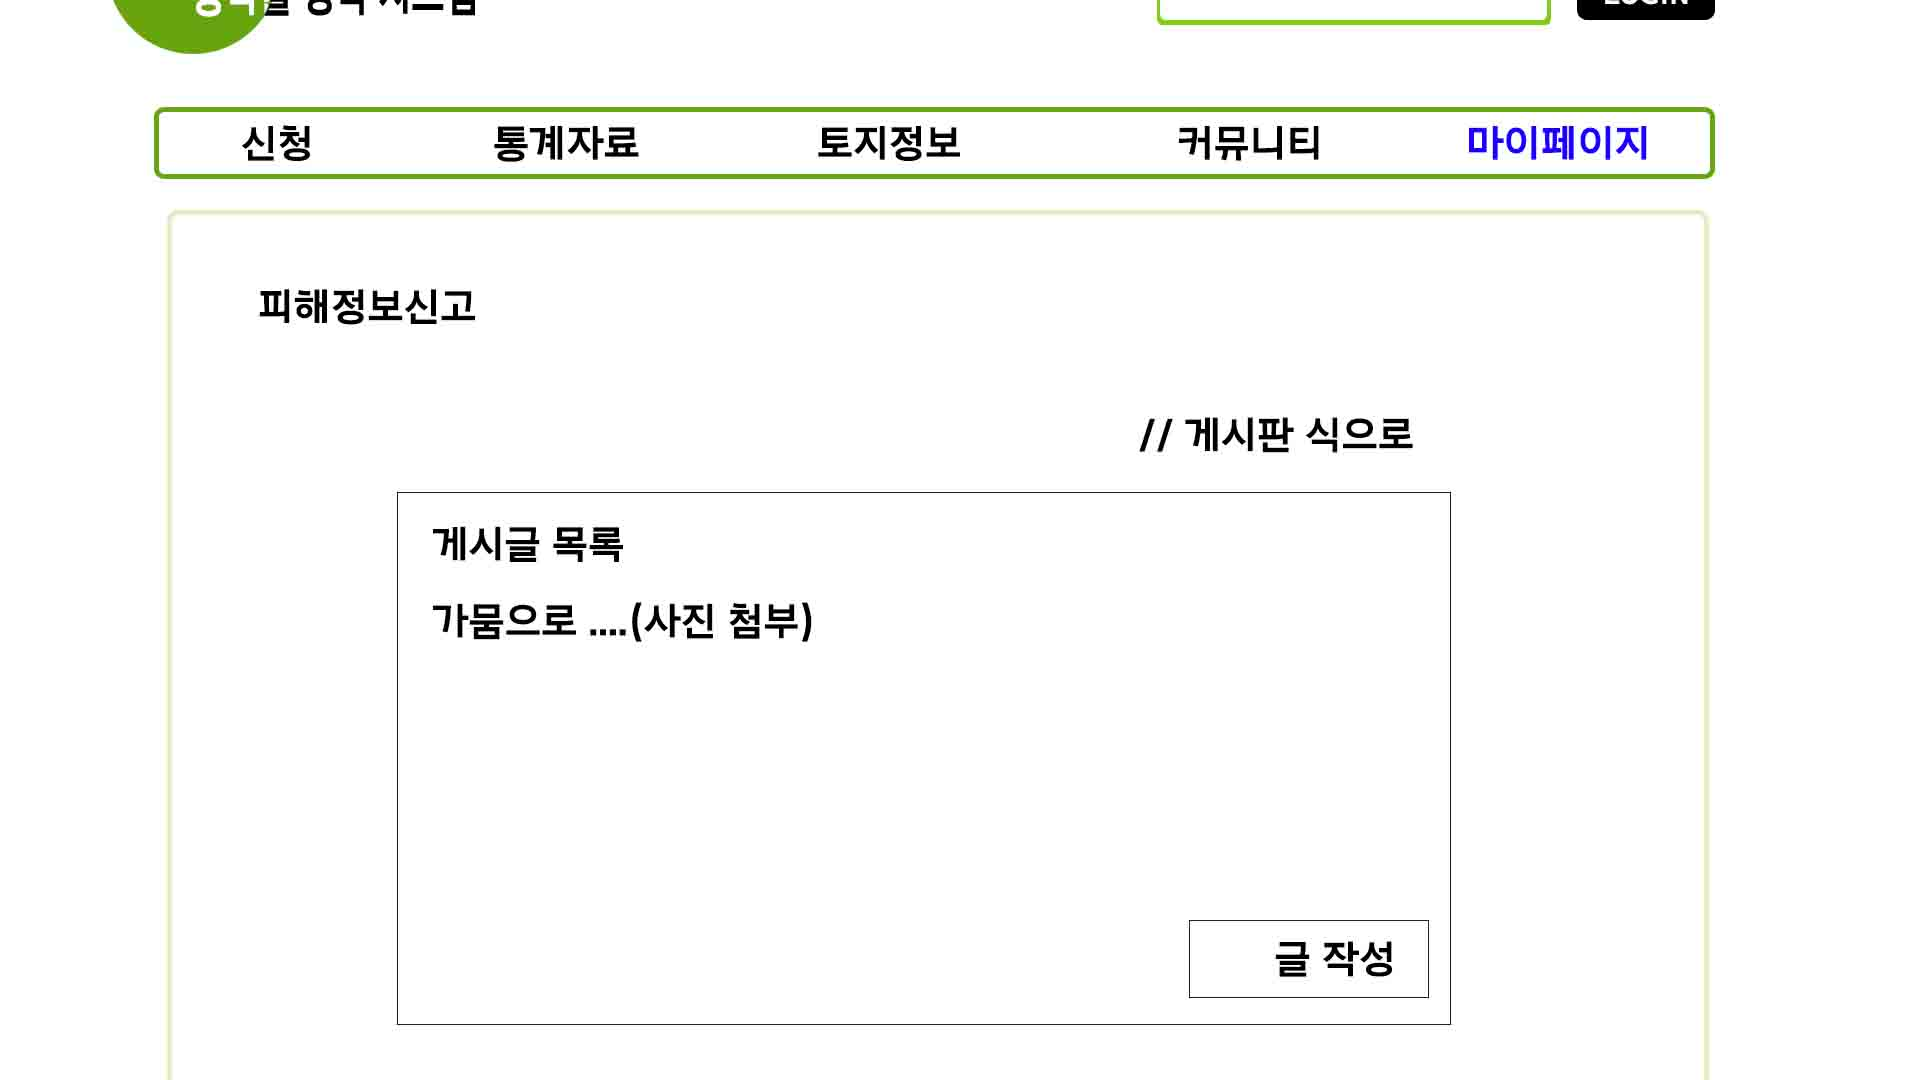 신청 통계자료 토지정보 커뮤니티 마이페이지
피해정보신고
// 게시판 식으로
게시글 목록
가뭄으로 ....(사진 첨부)
글 작성